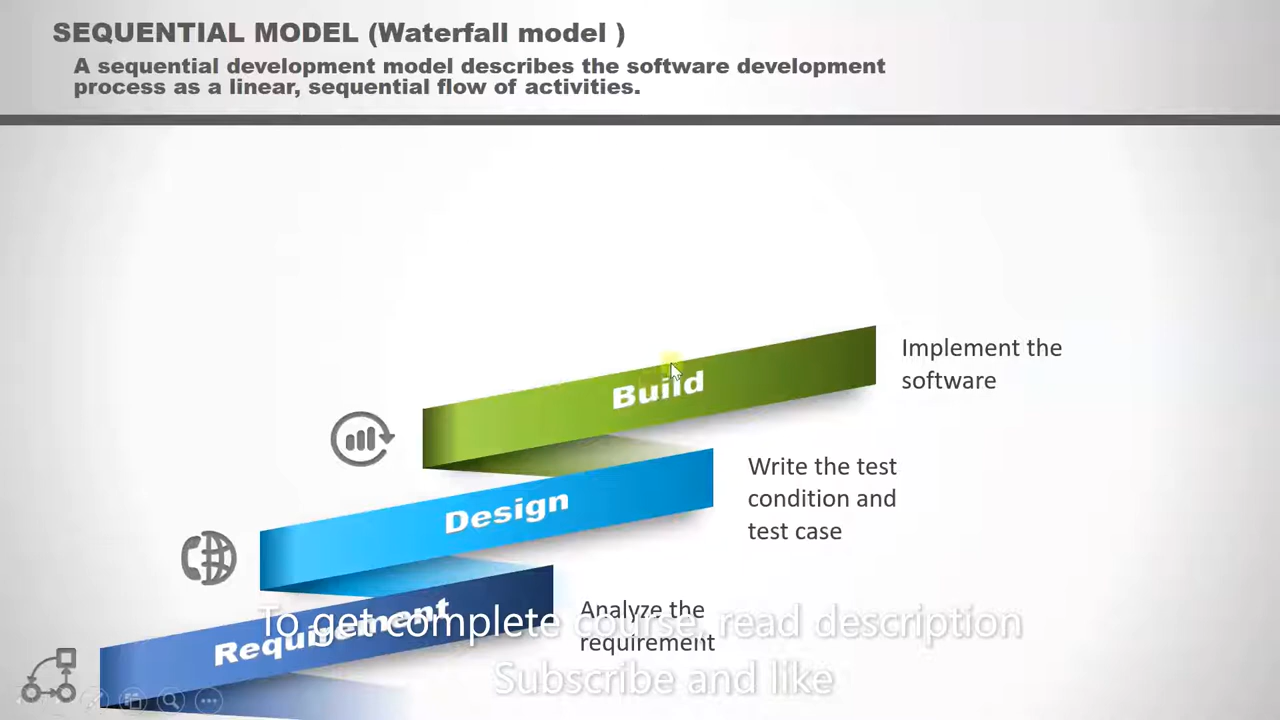 SEQUENTIAL MODEL (Waterfall model )
A sequential development model describes the software development
process as a linear, sequential flow of activities.
Build
Implement the
software
Design
Write the test
condition and
test case
Requirement
Analyze the
requirement
To get complete course, read description
Subscribe and like